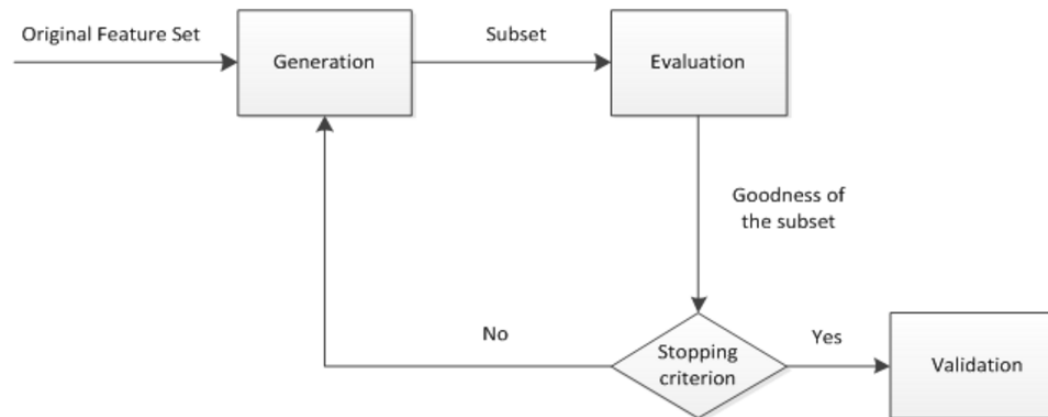 Original Feature Set
Generation
Subset
Evaluation
Goodness of
the subset
No
Stopping
criterion
Yes
Validation